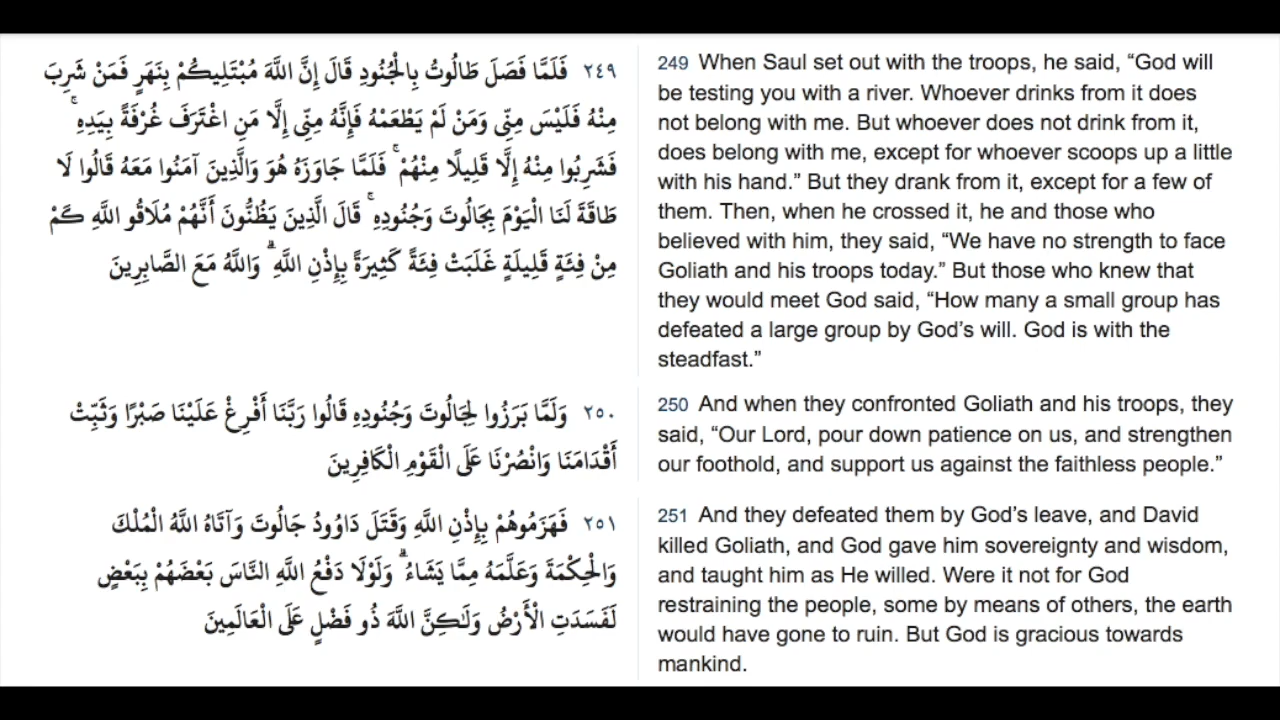 ٢٤٩ فَلَمَّا فَصَلَ طَالُوتُ بِالْجُنُودِ قَالَ إِنَّ اللَّهَ مُبْتَلِيكُمْ بِنَهَرٍ فَمَنْ شَرِبَ
مِنْهُ فَلَيْسَ مِنِّي وَمَنْ لَمْ يَطْعَمْهُ فَإِنَّهُ مِنِّي إِلَّا مَنِ اغْتَرَفَ غُرْفَةً بِيَدِهِ ۚ
فَشَرِبُوا مِنْهُ إِلَّا قَلِيلًا مِنْهُمْ ۚ فَلَمَّا جَاوَزَهُ هُوَ وَالَّذِينَ آمَنُوا مَعَهُ قَالُوا لَا
طَاقَةَ لَنَا الْيَوْمَ بِجَالُوتَ وَجُنُودِهِ ۚ قَالَ الَّذِينَ يَظُنُّونَ أَنَّهُمْ مُلَاقُو اللَّهِ كَمْ
مِنْ فِئَةٍ قَلِيلَةٍ غَلَبَتْ فِئَةً كَثِيرَةً بِإِذْنِ اللَّهِ ۗ وَاللَّهُ مَعَ الصَّابِرِينَ
249 When Saul set out with the troops, he said, “God will
be testing you with a river. Whoever drinks from it does
not belong with me. But whoever does not drink from it,
does belong with me, except for whoever scoops up a little
with his hand.” But they drank from it, except for a few of
them. Then, when he crossed it, he and those who
believed with him, they said, “We have no strength to face
Goliath and his troops today.” But those who knew that
they would meet God said, “How many a small group has
defeated a large group by God’s will. God is with the
steadfast.”
٢٥٠ وَلَمَّا بَرَزُوا لِجَالُوتَ وَجُنُودِهِ قَالُوا رَبَّنَا أَفْرِغْ عَلَيْنَا صَبْرًا وَثَبِّتْ
أَقْدَامَنَا وَانْصُرْنَا عَلَى الْقَوْمِ الْكَافِرِينَ
250 And when they confronted Goliath and his troops, they
said, “Our Lord, pour down patience on us, and strengthen
our foothold, and support us against the faithless people.”
٢٥١ فَهَزَمُوهُمْ بِإِذْنِ اللَّهِ وَقَتَلَ دَاوُودُ جَالُوتَ وَآتَاهُ اللَّهُ الْمُلْكَ
وَالْحِكْمَةَ وَعَلَّمَهُ مِمَّا يَشَاءُ ۗ وَلَوْلَا دَفْعُ اللَّهِ النَّاسَ بَعْضَهُمْ بِبَعْضٍ
لَفَسَدَتِ الْأَرْضُ وَلَٰكِنَّ اللَّهَ ذُو فَضْلٍ عَلَى الْعَالَمِينَ
251 And they defeated them by God’s leave, and David
killed Goliath, and God gave him sovereignty and wisdom,
and taught him as He willed. Were it not for God
restraining the people, some by means of others, the earth
would have gone to ruin. But God is gracious towards
mankind.